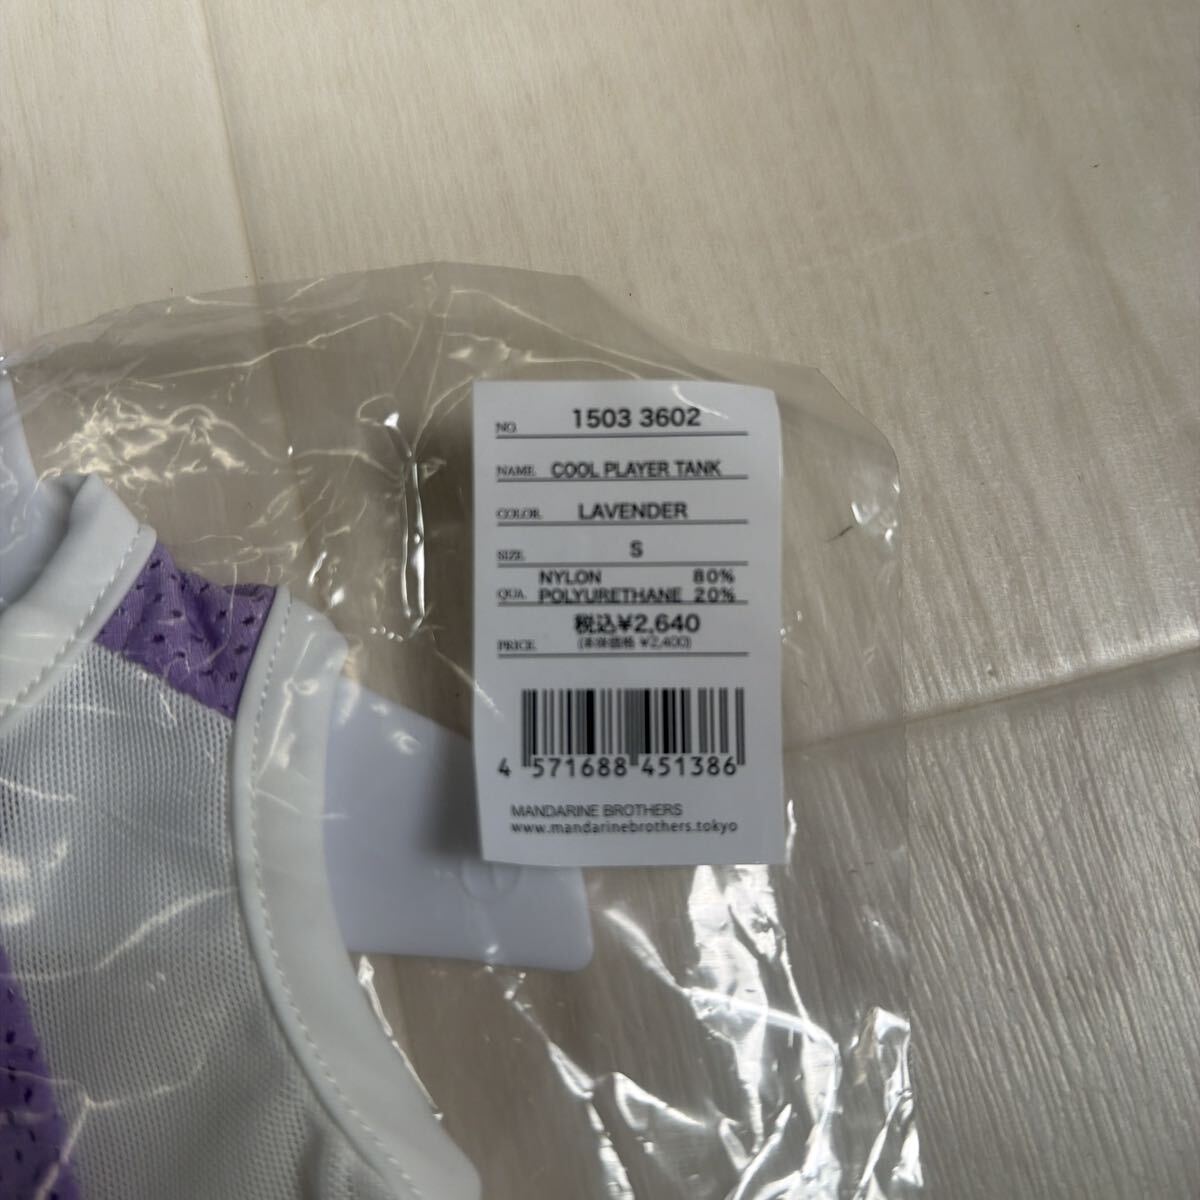 NO. 1503 3602
NAME. COOL PLAYER TANK
COLOR. LAVENDER
SIZE. S
NYLON 80%
QUA. POLYURETHANE 20%
税込¥2,640
PRICE. (本体価格 ¥2,400)
4 571688 451386
MANDARINE BROTHERS
www.mandarinebrothers.tokyo